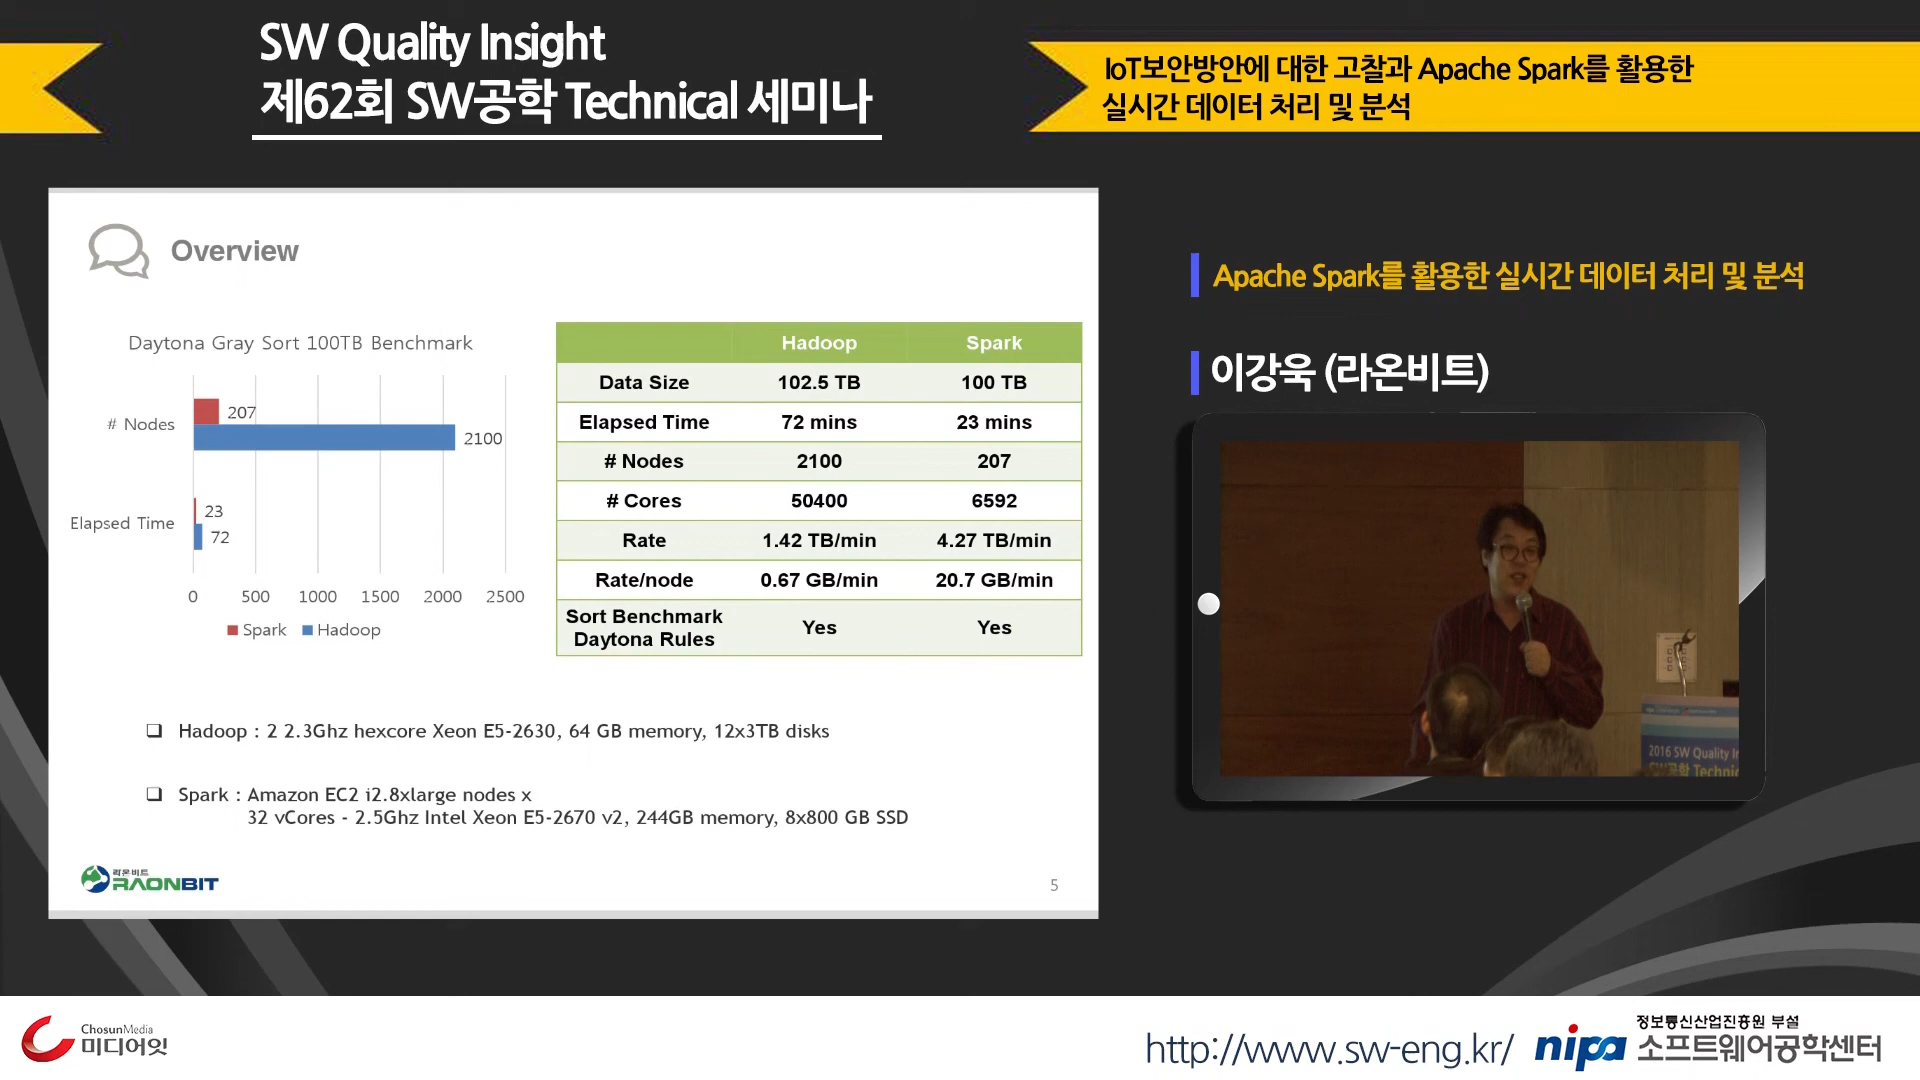 SW Quality Insight
제62회 SW공학 Technical 세미나
IoT보안방안에 대한 고찰과 Apache Spark를 활용한
실시간 데이터 처리 및 분석
Overview
Daytona Gray Sort 100TB Benchmark
# Nodes
207
2100
Elapsed Time
23
72
0 500 1000 1500 2000 2500
Spark Hadoop
Hadoop Spark
Data Size 102.5 TB 100 TB
Elapsed Time 72 mins 23 mins
# Nodes 2100 207
# Cores 50400 6592
Rate 1.42 TB/min 4.27 TB/min
Rate/node 0.67 GB/min 20.7 GB/min
Sort Benchmark
Daytona Rules Yes Yes
❑ Hadoop : 2 2.3Ghz hexcore Xeon E5-2630, 64 GB memory, 12x3TB disks
❑ Spark : Amazon EC2 i2.8xlarge nodes x
32 vCores - 2.5Ghz Intel Xeon E5-2670 v2, 244GB memory, 8x800 GB SSD
라온비트
RAONBIT
5
Apache Spark를 활용한 실시간 데이터 처리 및 분석
이강욱 (라온비트)
2016 SW Quality In
SW공학 Technic
ChosunMedia
미디어잇
http://www.sw-eng.kr/
nipa
정보통신산업진흥원 부설
소프트웨어공학센터